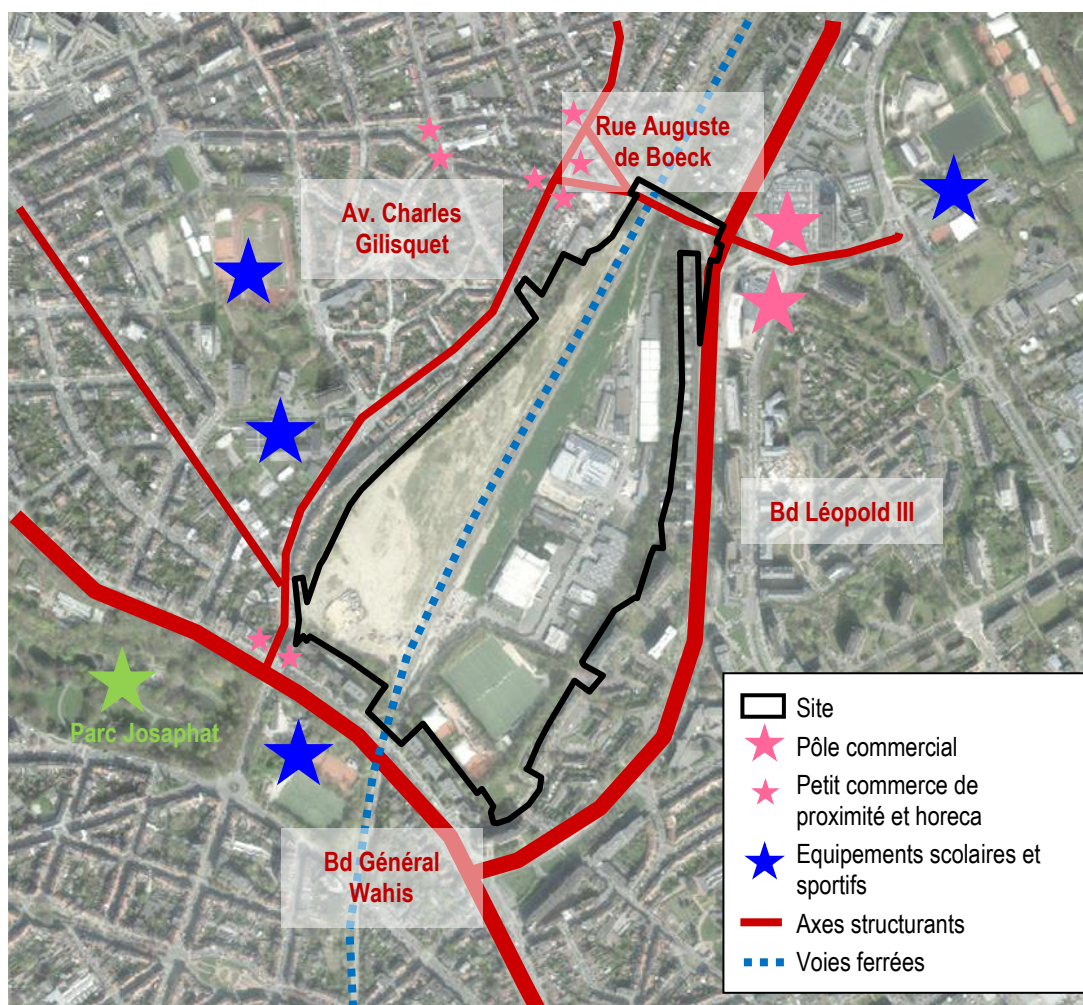 Rue Auguste
de Boeck
Av. Charles
Gilisquet
Bd Léopold III
Parc Josaphat
Bd Général
Wahis
Site
Pôle commercial
Petit commerce de
proximité et horeca
Equipements scolaires et
sportifs
Axes structurants
Voies ferrées